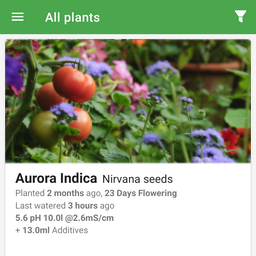 All plants
Aurora Indica Nirvana seeds
Planted 2 months ago, 23 Days Flowering
Last watered 3 hours ago
5.6 pH 10.0l @2.6mS/cm
+ 13.0ml Additives